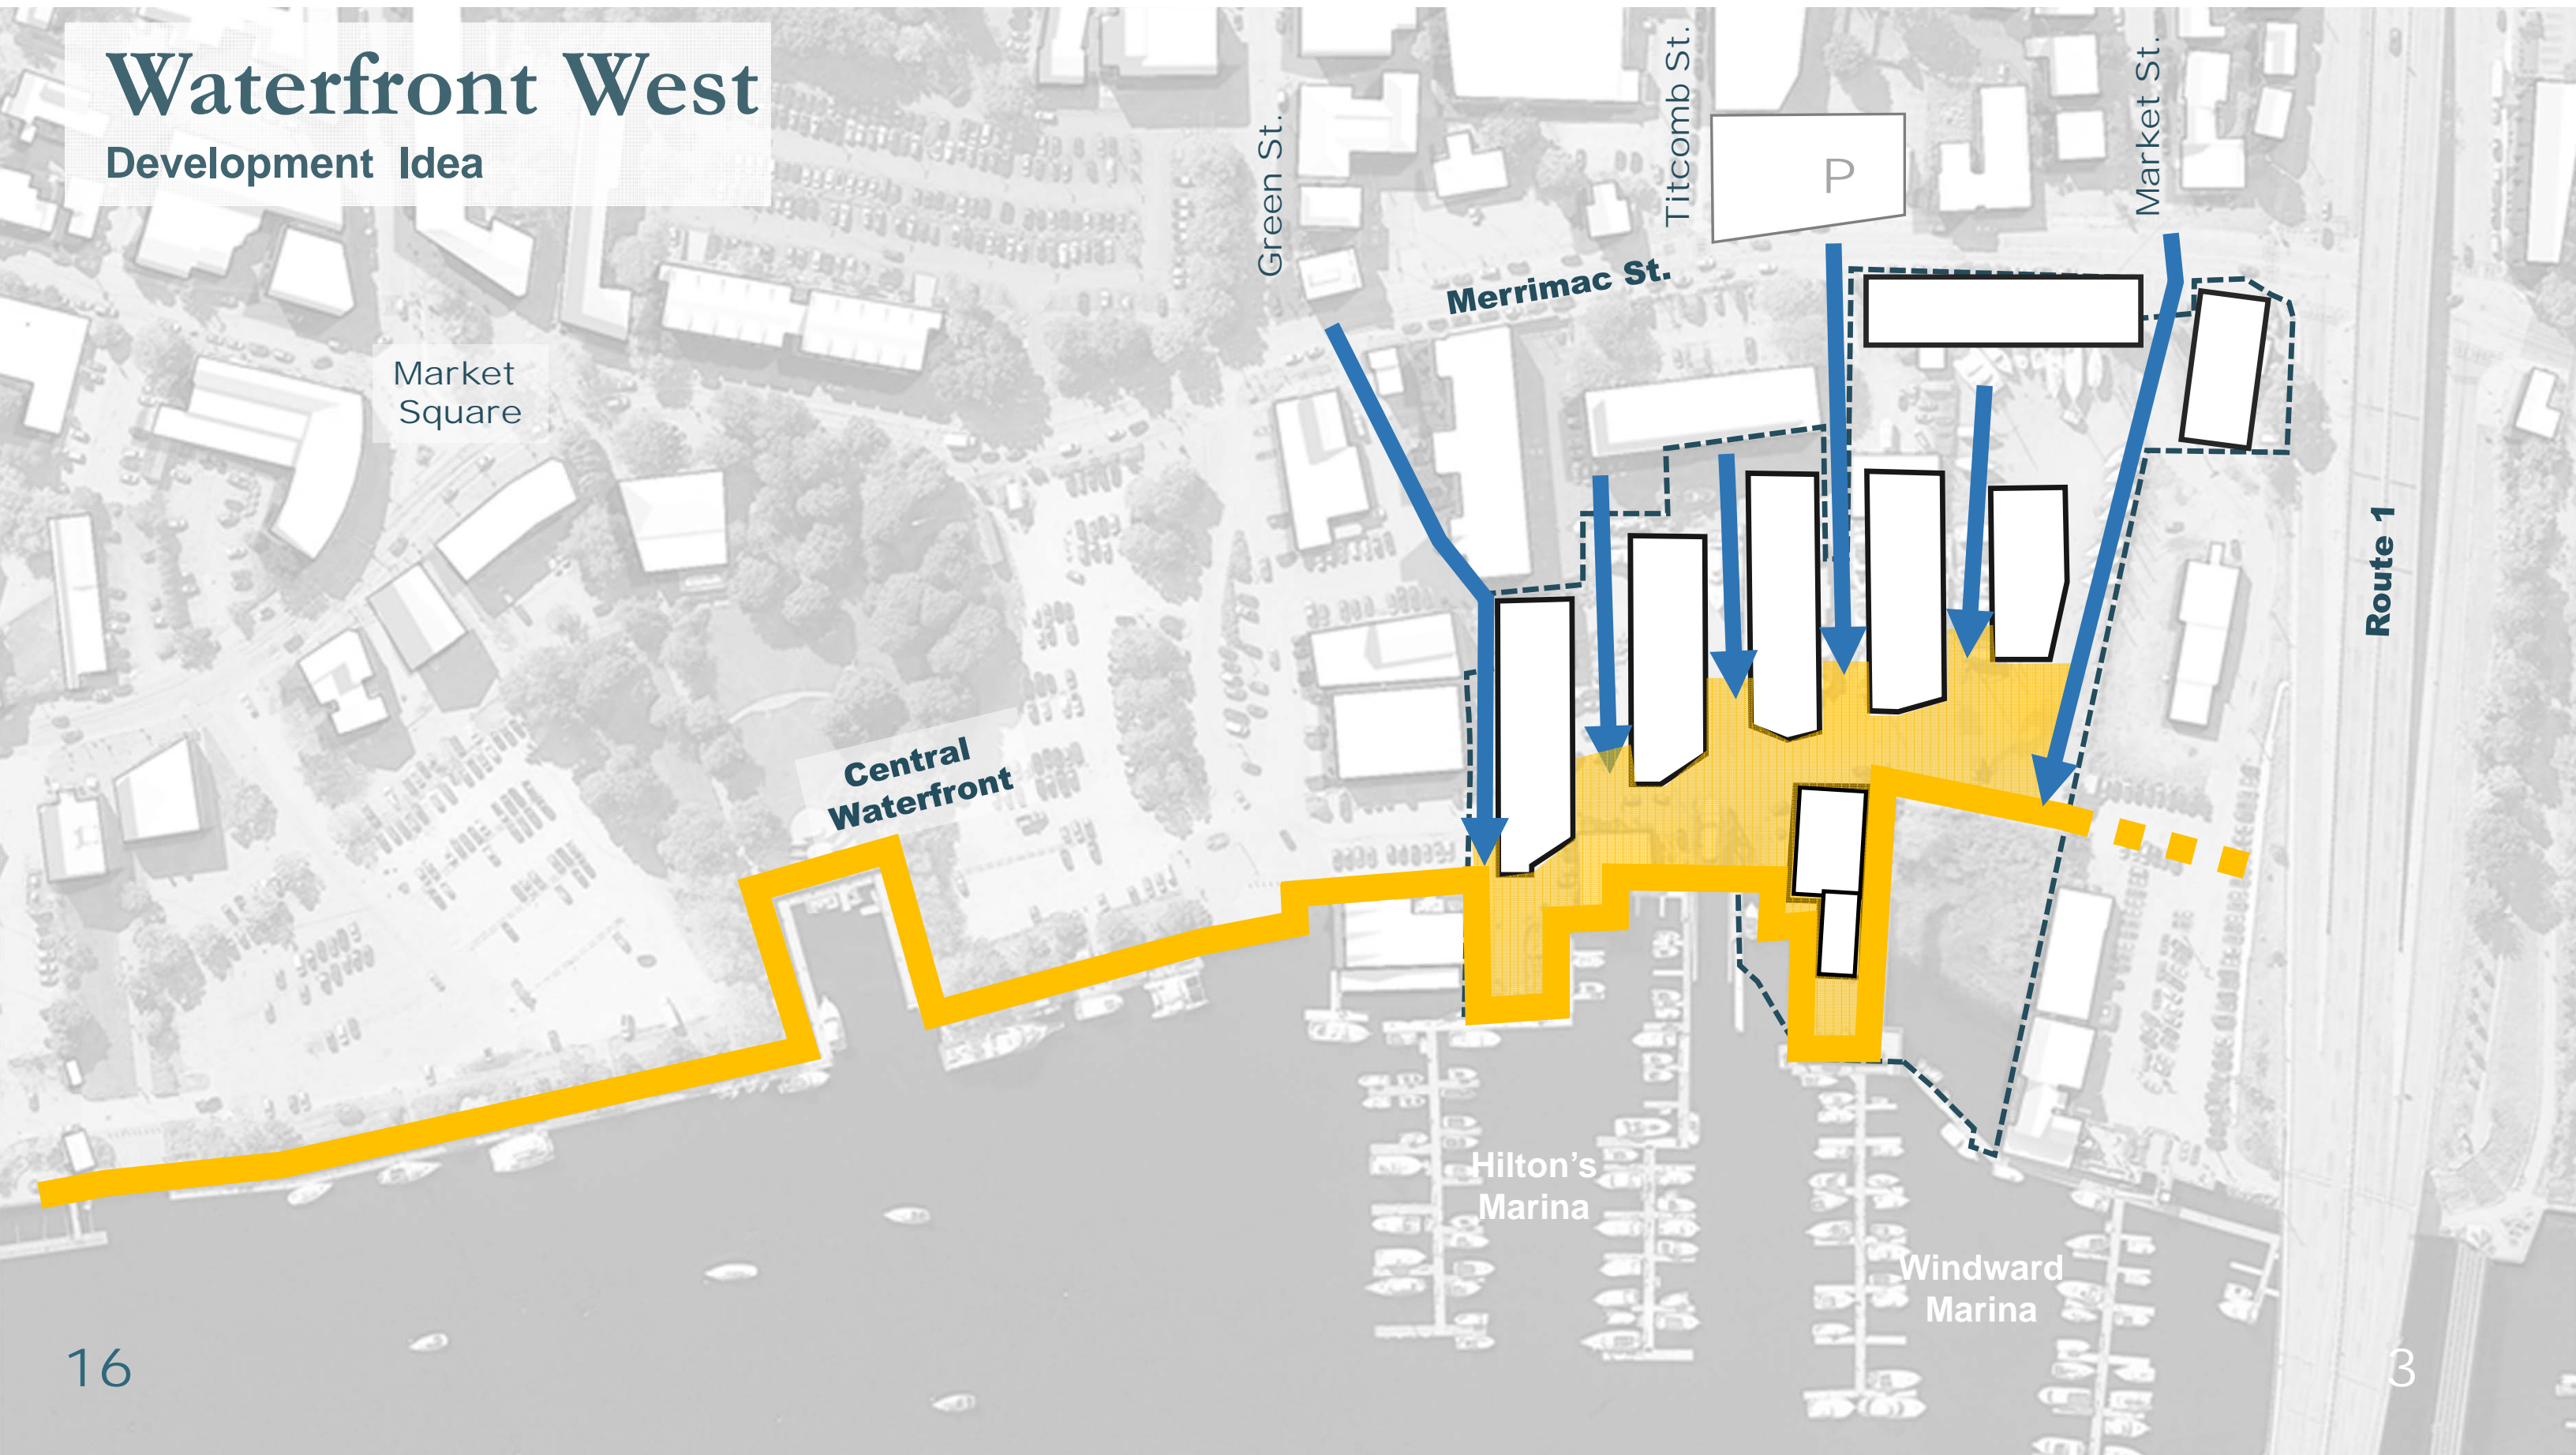 Waterfront West
Development Idea
Green St.
Titcomb St.
P
Market St.
Merrimac St.
Market
Square
Route 1
Central
Waterfront
Hilton’s
Marina
Windward
Marina
16
3